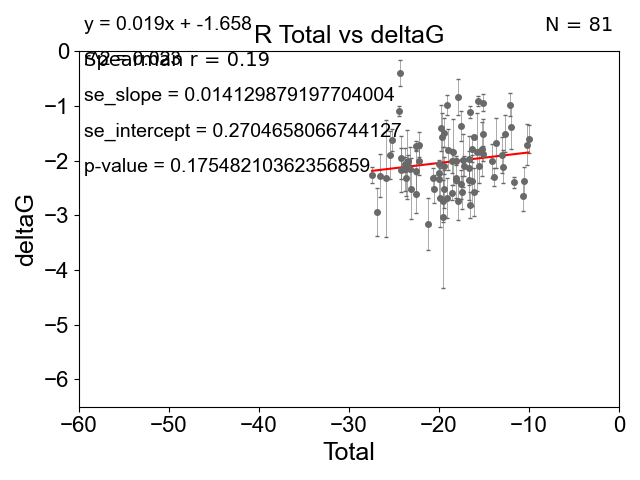 y = 0.019x + -1.658
R Total vs deltaG
N = 81
Spearman r = 0.19
se_slope = 0.014129879197704004
se_intercept = 0.2704658066744127
p-value = 0.17548210362356859
deltaG
0
−1
−2
−3
−4
−5
−6
−60
−50
−40
−30
−20
−10
0
Total